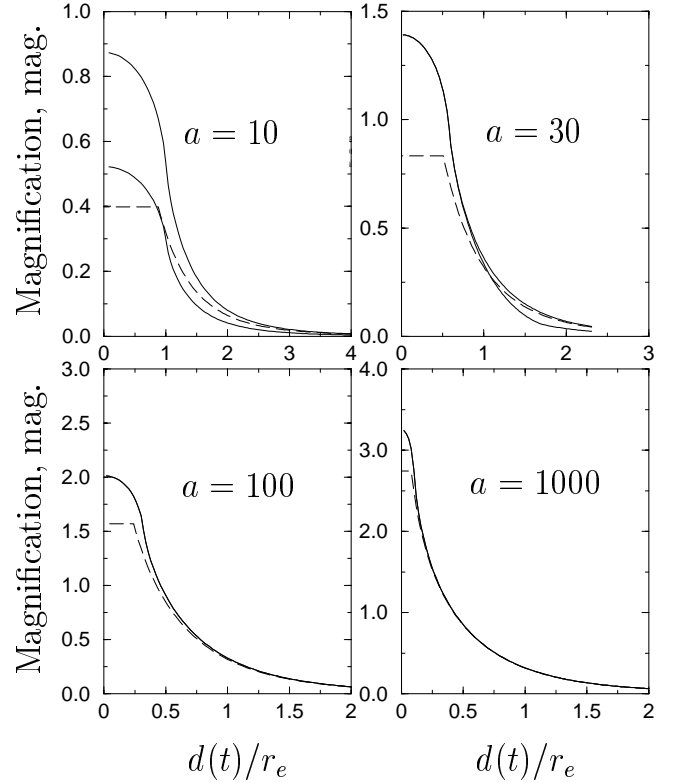 Magnification, mag.
1.0
0.8
0.6
0.4
0.2
0.0
0 1 2 3 4
a = 10
1.5
1.0
0.5
0.0
0 1 2 3
a = 30
Magnification, mag.
3.0
2.5
2.0
1.5
1.0
0.5
0.0
0 0.5 1 1.5 2
a = 100
d(t)/r_e
4.0
3.0
2.0
1.0
0.0
0 0.5 1 1.5 2
a = 1000
d(t)/r_e